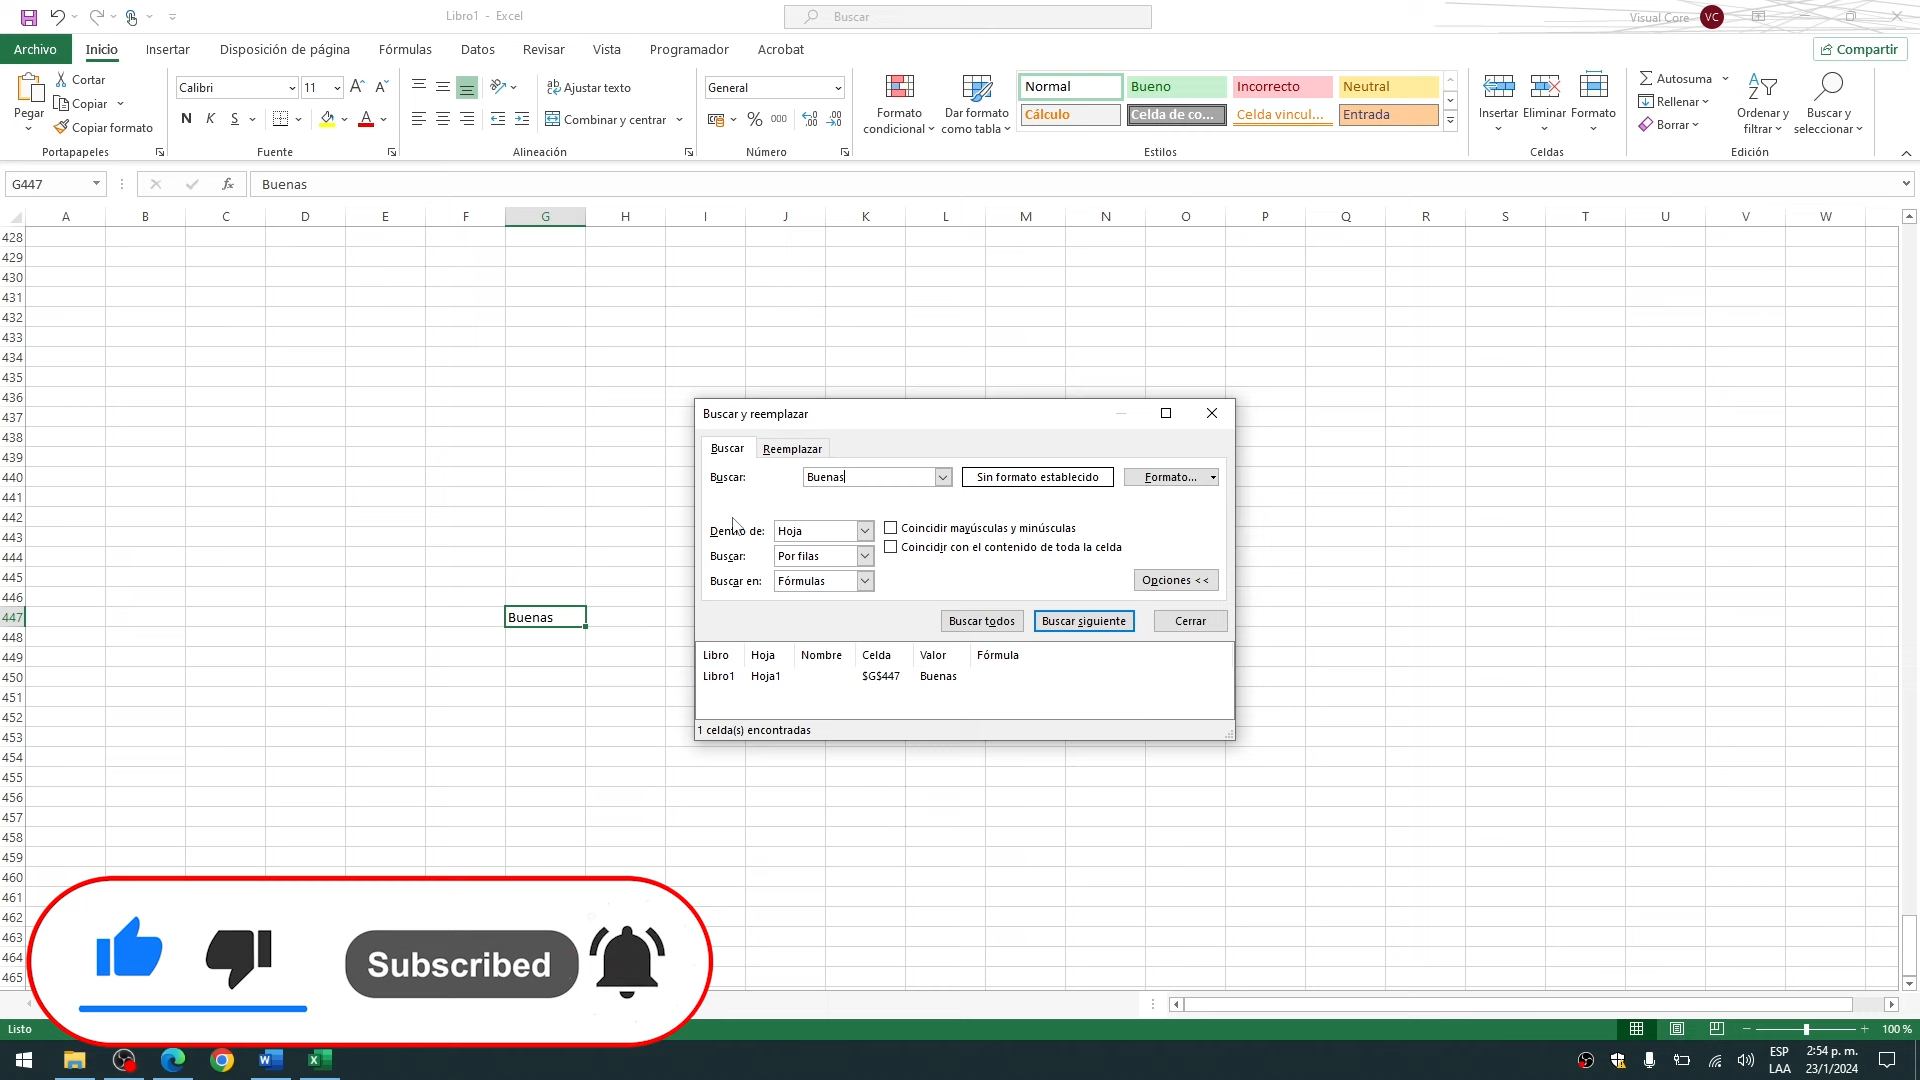 Libro1 - Excel
Buscar
Visual Core
VC
Archivo Inicio Insertar Disposición de página Fórmulas Datos Revisar Vista Programador Acrobat
Compartir
Pegar
Cortar
Copiar
Copiar formato
Portapapeles
Calibri 11
N K S
Fuente
Ajustar texto
Combinar y centrar
Alineación
General
% 000
Número
Formato
condicional
Dar formato
como tabla
Normal Bueno Incorrecto Neutral
Cálculo Celda de co... Celda vincul... Entrada
Estilos
Insertar Eliminar Formato
Celdas
Autosuma
Rellenar
Borrar
Ordenar y
filtrar
Buscar y
seleccionar
Edición
G447 fx Buenas
A B C D E F G H I J K L M N O P Q R S T U V W
428
429
430
431
432
433
434
435
436
437
438
439
440
441
442
443
444
445
446
447 Buenas
448
449
450
451
452
453
454
455
456
457
458
459
460
461
462
463
464
465
Buscar y reemplazar
Buscar Reemplazar
Buscar: Buenas Sin formato establecido Formato...
Dentro de: Hoja Coincidir mayúsculas y minúsculas
Buscar: Por filas Coincidir con el contenido de toda la celda
Buscar en: Fórmulas Opciones <<
Buscar todos Buscar siguiente Cerrar
Libro Hoja Nombre Celda Valor Fórmula
Libro1 Hoja1 $G$447 Buenas
1 celda(s) encontradas
Subscribed
Listo
100 %
ESP
LAA
2:54 p. m.
23/1/2024